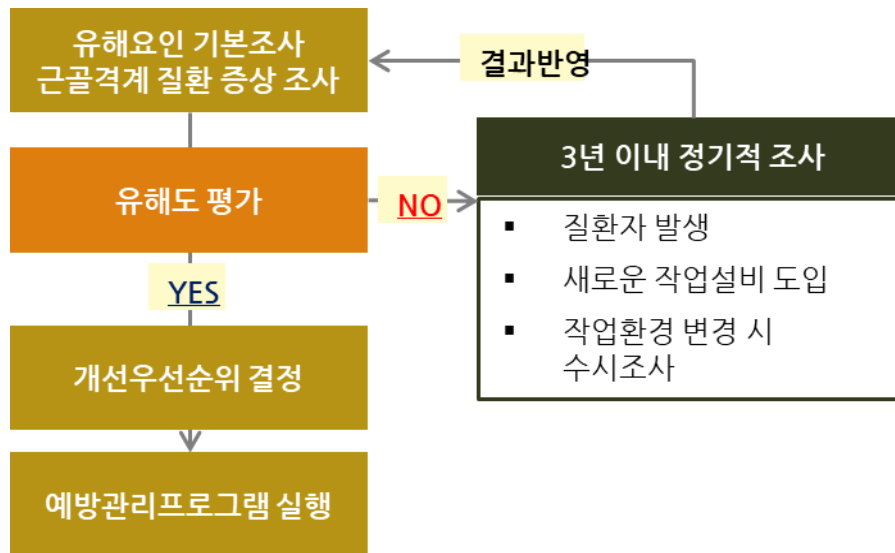 유해요인 기본조사
근골격계 질환 증상 조사
결과반영
3년 이내 정기적 조사
유해도 평가
NO
▪ 질환자 발생
▪ 새로운 작업설비 도입
▪ 작업환경 변경 시
수시조사
YES
개선우선순위 결정
예방관리프로그램 실행